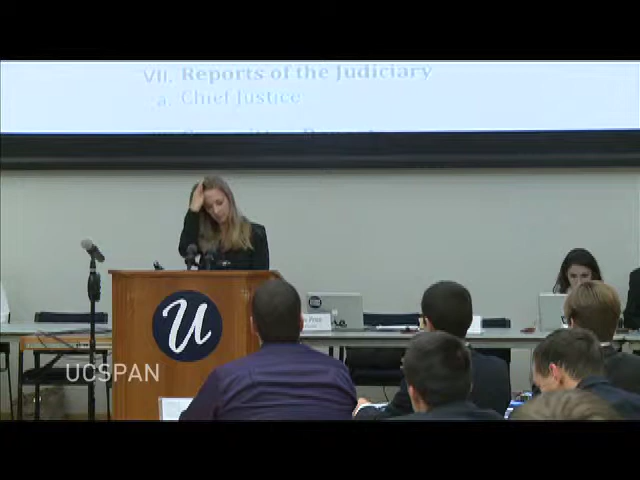 VII. Reports of the Judiciary
a. Chief Justice
U
UCSPAN